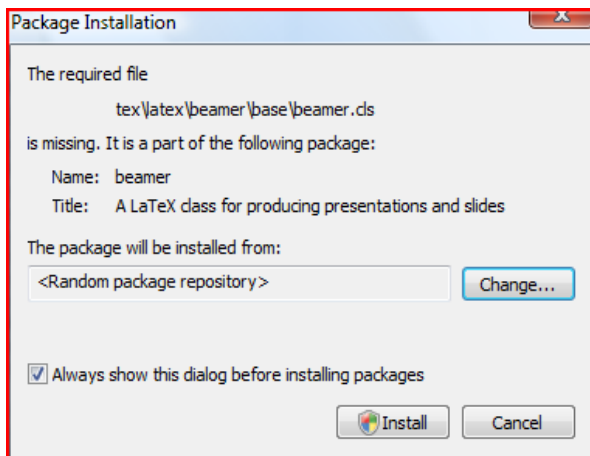 Package Installation
The required file
tex\latex\beamer\base\beamer.cls
is missing. It is a part of the following package:
Name: beamer
Title: A LaTeX class for producing presentations and slides
The package will be installed from:
<Random package repository> Change...
Always show this dialog before installing packages
Install Cancel